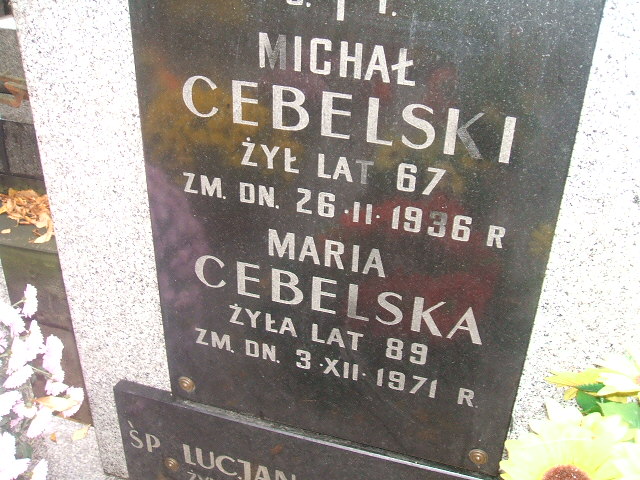 MICHAŁ
CEBELSKI
ŻYŁ LAT 67
ZM. DN. 26·II·1936 R
MARIA
CEBELSKA
ŻYŁA LAT 89
ZM. DN. 3·XII·1971 R.
ŚP. LUCJAN